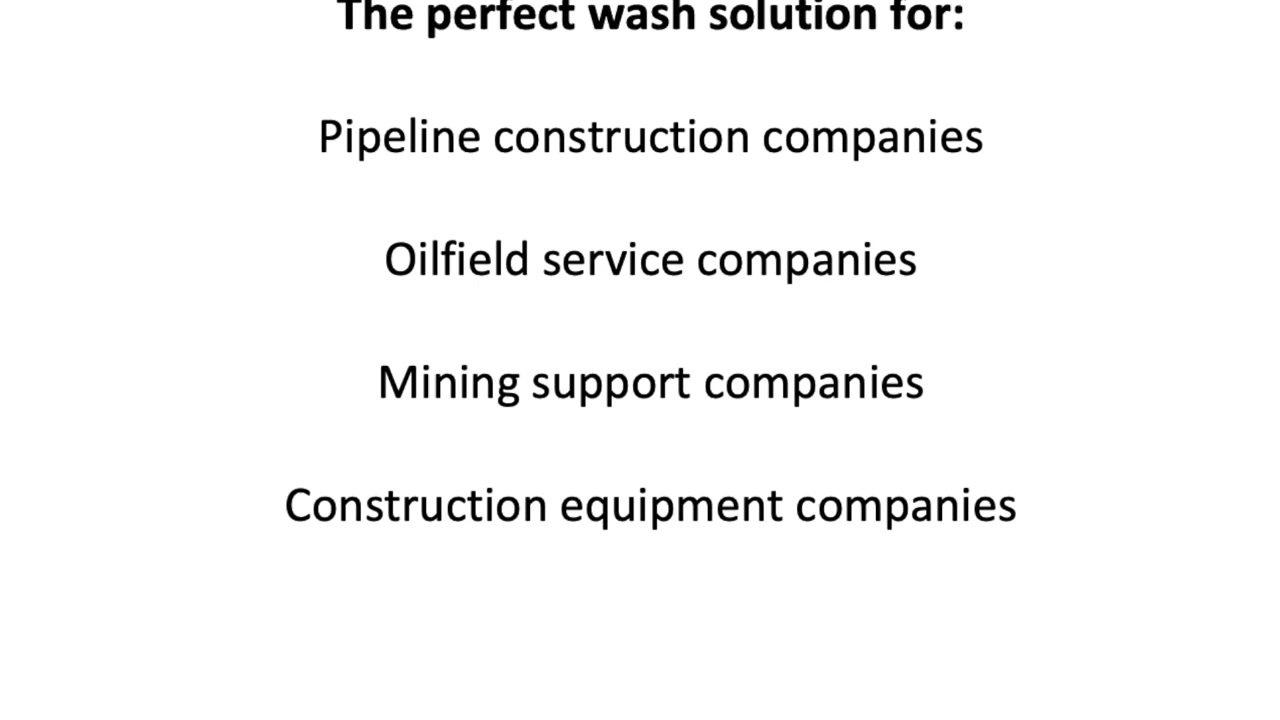 The perfect wash solution for:
Pipeline construction companies
Oilfield service companies
Mining support companies
Construction equipment companies